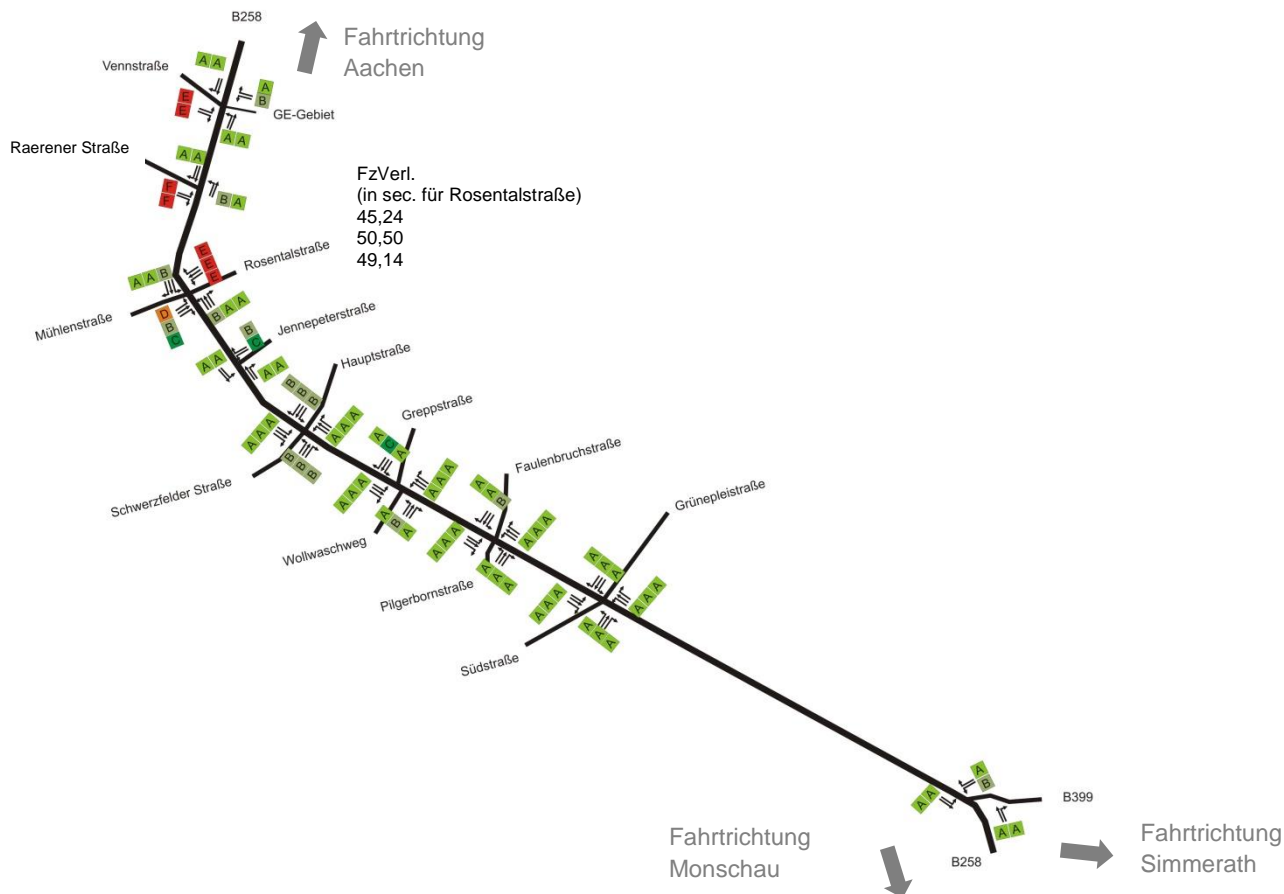 B258
Fahrtrichtung
Aachen
Vennstraße
A A
A
B
E
E
GE-Gebiet
A A
Raerener Straße
A A
F
F
B A
FzVerl.
(in sec. für Rosentalstraße)
45,24
50,50
49,14
E
E
E
Rosentalstraße
A A B
Mühlenstraße
D
B
C
B A A
B
C
Jennepeterstraße
A A
A A
Hauptstraße
B B B
A A A
A A A
B B B
Schwerzfelder Straße
Greppstraße
A C A
A A A
A A A
A B A
Wollwaschweg
Faulenbruchstraße
A A B
A A A
A A A
A A A
Pilgerbornstraße
Grünepleistraße
A A A
A A A
A A A
A A A
Südstraße
A
B
A A
B399
A A
B258
Fahrtrichtung
Monschau
Fahrtrichtung
Simmerath